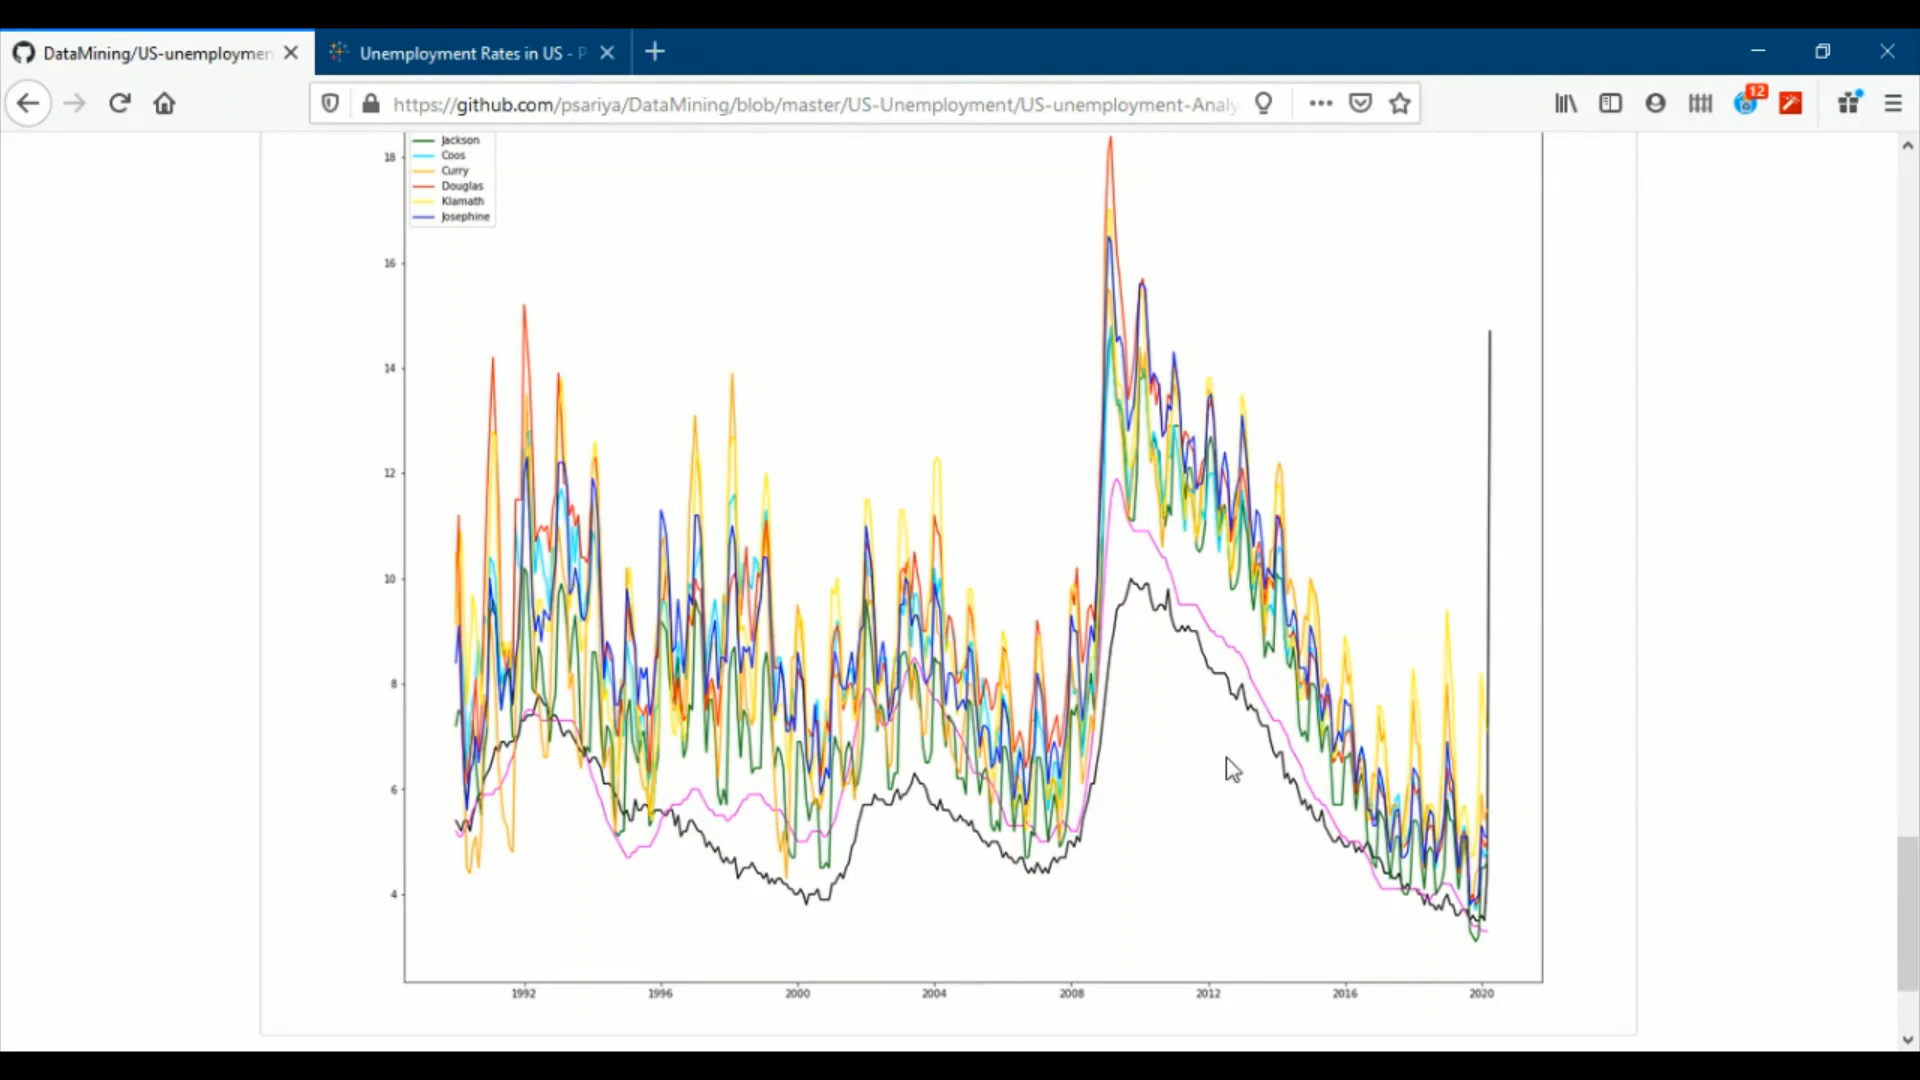 DataMining/US-unemploymen
Unemployment Rates in US - P
https://github.com/psariya/DataMining/blob/master/US-Unemployment/US-unemployment-Analy
12
Jackson
Coos
Curry
Douglas
Klamath
Josephine
18
16
14
12
10
8
6
4
1992 1996 2000 2004 2008 2012 2016 2020